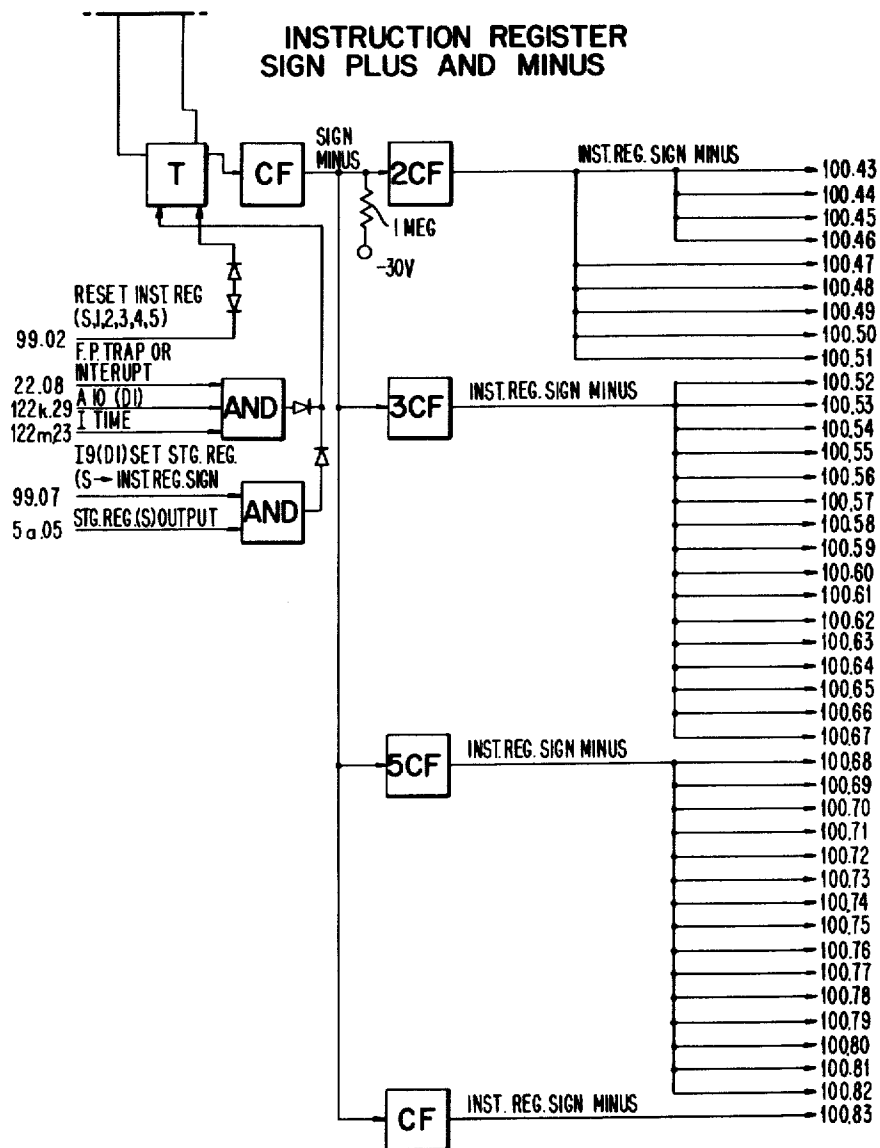 INSTRUCTION REGISTER
SIGN PLUS AND MINUS
SIGN
MINUS
T
CF
2CF
INST. REG. SIGN MINUS
1 MEG
-30V
100.43
100.44
100.45
100.46
100.47
100.48
100.49
100.50
100.51
RESET INST REG
(S,1,2,3,4,5)
99.02
F.P. TRAP OR
INTERUPT
22.08
A 10 (D1)
122k.29
I TIME
122m,23
AND
I9(D1) SET STG. REG.
(S→ INST. REG. SIGN
99.07
STG. REG. (S) OUTPUT
5a.05
AND
3CF
INST. REG. SIGN MINUS
100.52
100.53
100.54
100.55
100.56
100.57
100.58
100.59
100.60
100.61
100.62
100.63
100.64
100.65
100.66
100.67
5CF
INST. REG. SIGN MINUS
100.68
100.69
100.70
100.71
100.72
100.73
100.74
100.75
100.76
100.77
100.78
100.79
100.80
100.81
100.82
CF
INST. REG. SIGN MINUS
100.83